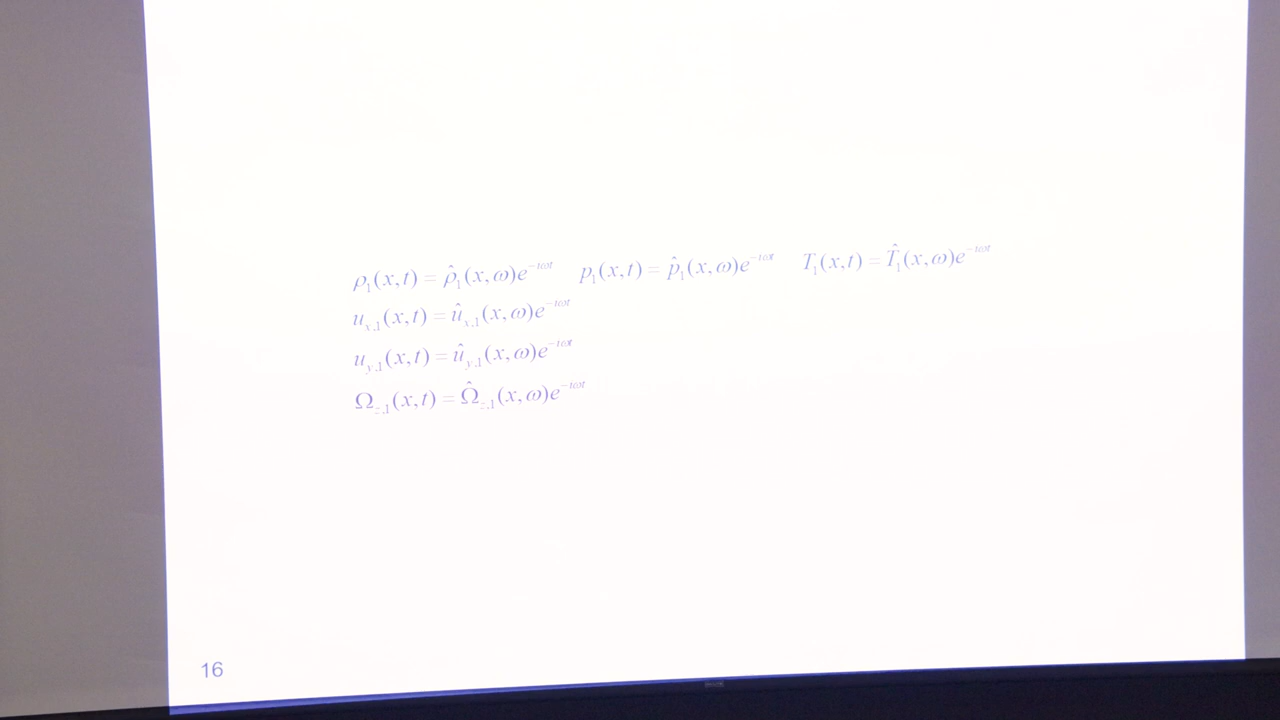 ρ₁(x,t) = ρ̂₁(x,ω)e^{−iωt} p₁(x,t) = p̂₁(x,ω)e^{−iωt} T₁(x,t) = T̂₁(x,ω)e^{−iωt}
u_{x,1}(x,t) = û_{x,1}(x,ω)e^{−iωt}
u_{y,1}(x,t) = û_{y,1}(x,ω)e^{−iωt}
Ω_{z,1}(x,t) = Ω̂_{z,1}(x,ω)e^{−iωt}
16